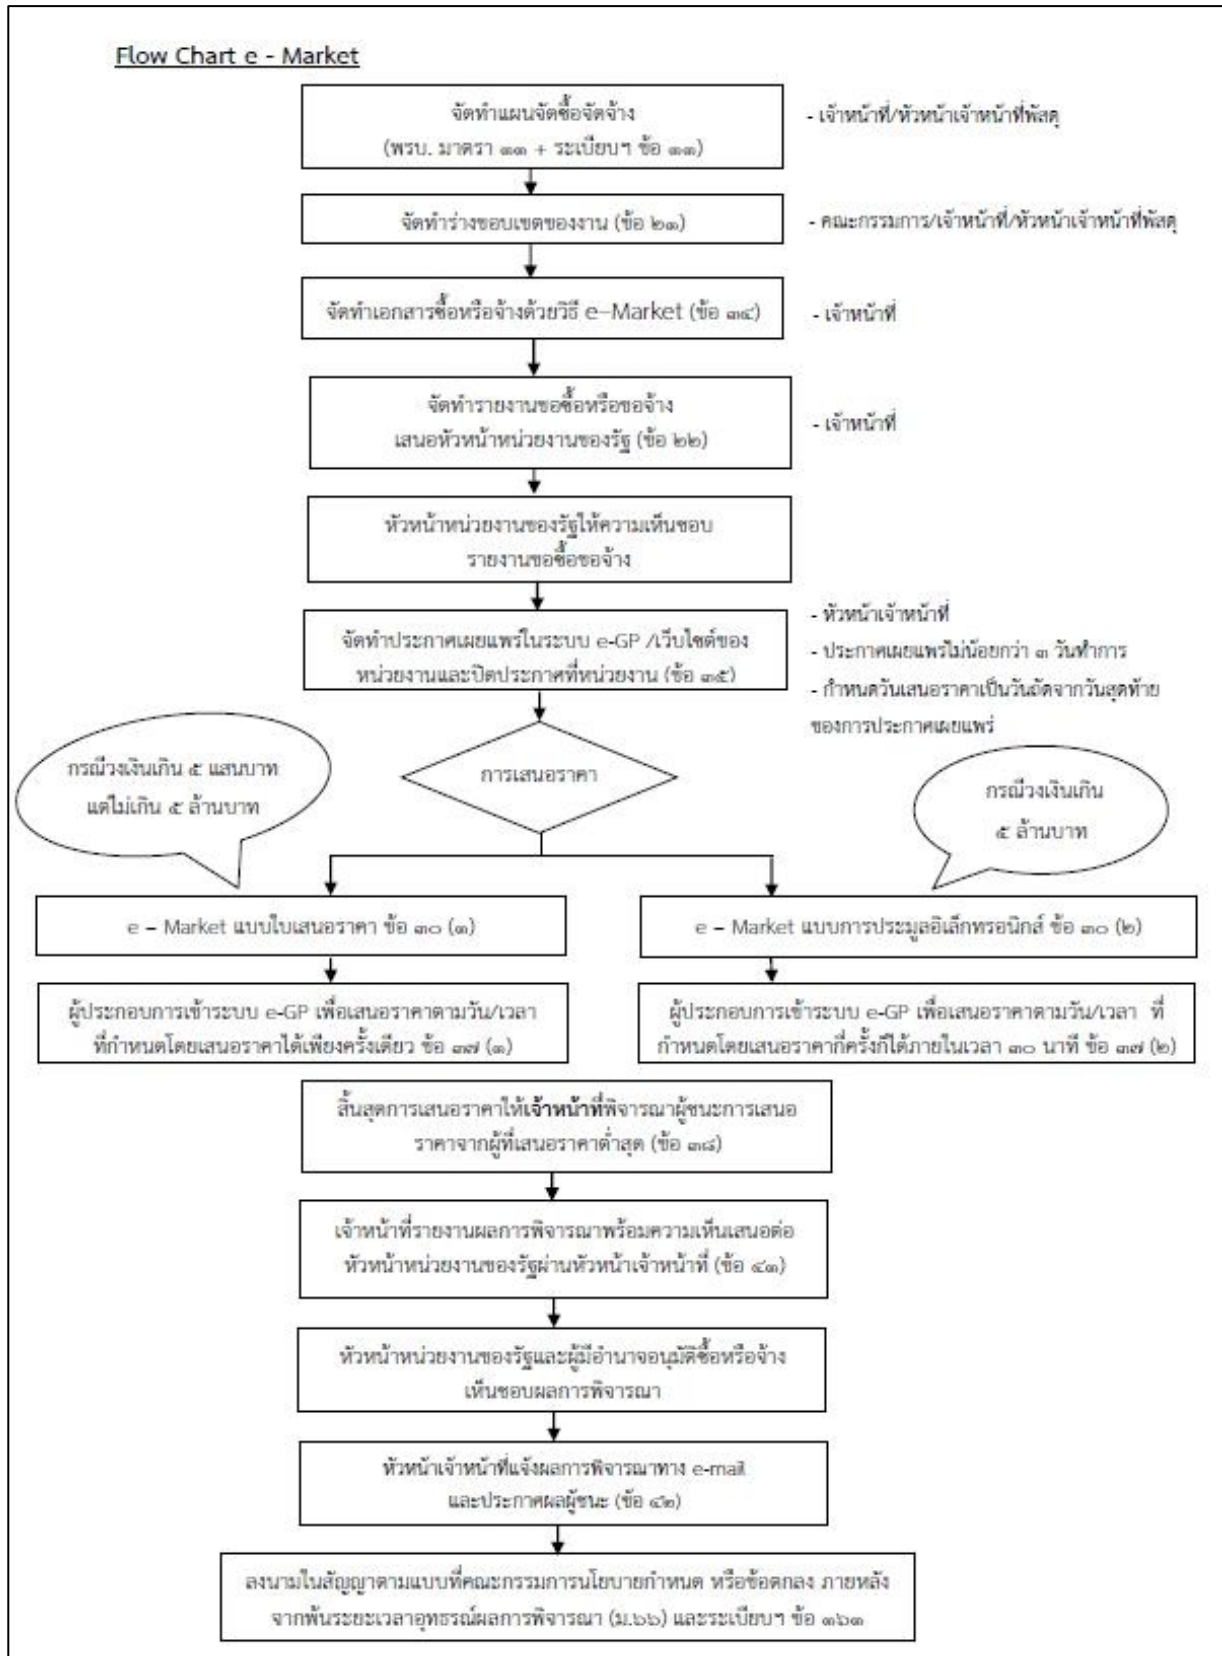 Flow Chart e - Market
จัดทำแผนจัดซื้อจัดจ้าง
(พรบ. มาตรา ๑๑ + ระเบียบฯ ข้อ ๑๑)
- เจ้าหน้าที่/หัวหน้าเจ้าหน้าที่พัสดุ
จัดทำร่างขอบเขตของงาน (ข้อ ๒๑)
- คณะกรรมการ/เจ้าหน้าที่/หัวหน้าเจ้าหน้าที่พัสดุ
จัดทำเอกสารซื้อหรือจ้างด้วยวิธี e–Market (ข้อ ๓๔)
- เจ้าหน้าที่
จัดทำรายงานขอซื้อหรือขอจ้าง
เสนอหัวหน้าหน่วยงานของรัฐ (ข้อ ๒๒)
- เจ้าหน้าที่
หัวหน้าหน่วยงานของรัฐให้ความเห็นชอบ
รายงานขอซื้อขอจ้าง
จัดทำประกาศเผยแพร่ในระบบ e-GP /เว็บไซต์ของ
หน่วยงานและปิดประกาศที่หน่วยงาน (ข้อ ๓๕)
- หัวหน้าเจ้าหน้าที่
- ประกาศเผยแพร่ไม่น้อยกว่า ๓ วันทำการ
- กำหนดวันเสนอราคาเป็นวันถัดจากวันสุดท้าย
ของการประกาศเผยแพร่
กรณีวงเงินเกิน ๕ แสนบาท
แต่ไม่เกิน ๕ ล้านบาท
การเสนอราคา
กรณีวงเงินเกิน
๕ ล้านบาท
e – Market แบบใบเสนอราคา ข้อ ๓๐ (๑)
e – Market แบบการประมูลอิเล็กทรอนิกส์ ข้อ ๓๐ (๒)
ผู้ประกอบการเข้าระบบ e-GP เพื่อเสนอราคาตามวัน/เวลา
ที่กำหนดโดยเสนอราคาได้เพียงครั้งเดียว ข้อ ๓๗ (๑)
ผู้ประกอบการเข้าระบบ e-GP เพื่อเสนอราคาตามวัน/เวลา ที่
กำหนดโดยเสนอราคากี่ครั้งก็ได้ภายในเวลา ๓๐ นาที ข้อ ๓๗ (๒)
สิ้นสุดการเสนอราคาให้เจ้าหน้าที่พิจารณาผู้ชนะการเสนอ
ราคาจากผู้ที่เสนอราคาต่ำสุด (ข้อ ๓๘)
เจ้าหน้าที่รายงานผลการพิจารณาพร้อมความเห็นเสนอต่อ
หัวหน้าหน่วยงานของรัฐผ่านหัวหน้าเจ้าหน้าที่ (ข้อ ๔๑)
หัวหน้าหน่วยงานของรัฐและผู้มีอำนาจอนุมัติซื้อหรือจ้าง
เห็นชอบผลการพิจารณา
หัวหน้าเจ้าหน้าที่แจ้งผลการพิจารณาทาง e-mail
และประกาศผลผู้ชนะ (ข้อ ๔๒)
ลงนามในสัญญาตามแบบที่คณะกรรมการนโยบายกำหนด หรือข้อตกลง ภายหลัง
จากพ้นระยะเวลาอุทธรณ์ผลการพิจารณา (ม.๖๖) และระเบียบฯ ข้อ ๑๖๑